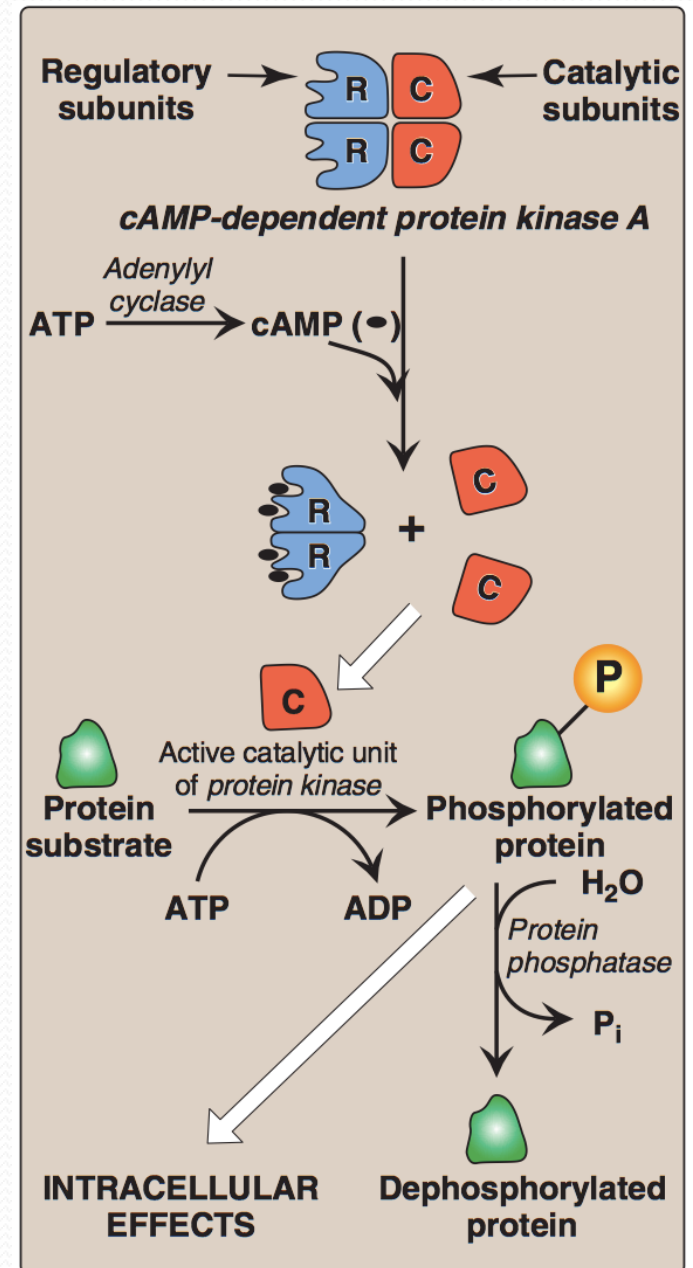 Regulatory
subunits
R
C
R
C
Catalytic
subunits
cAMP-dependent protein kinase A
Adenylyl
cyclase
ATP
cAMP ( )
R
R
+
C
C
C
P
Active catalytic unit
of protein kinase
Protein
substrate
Phosphorylated
protein
ATP
ADP
H₂O
Protein
phosphatase
Pᵢ
INTRACELLULAR
EFFECTS
Dephosphorylated
protein